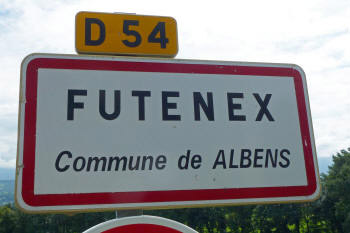 D 54
FUTENEX
Commune de ALBENS